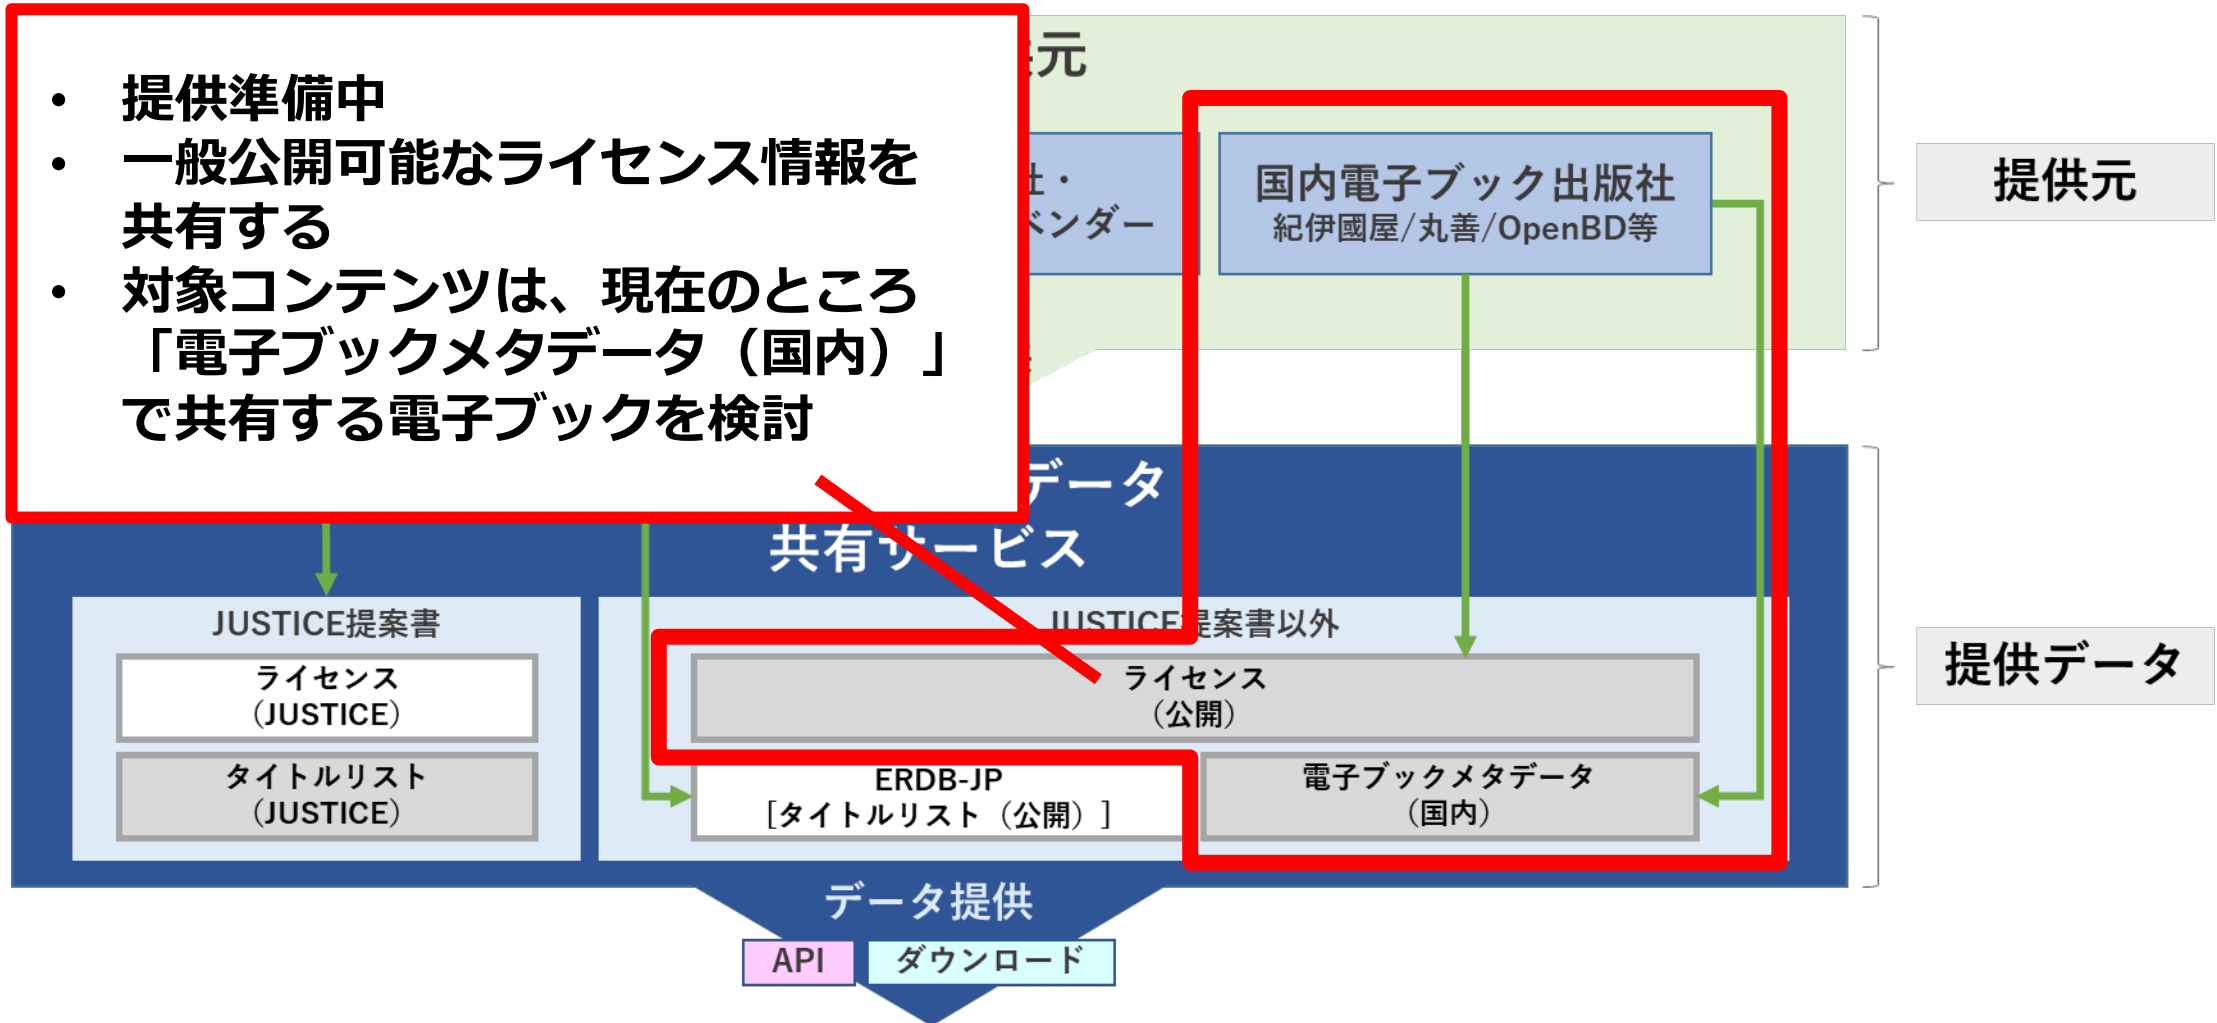 • 提供準備中
• 一般公開可能なライセンス情報を
共有する
• 対象コンテンツは、現在のところ
「電子ブックメタデータ（国内）」
で共有する電子ブックを検討
元
社・
ベンダー
国内電子ブック出版社
紀伊國屋/丸善/OpenBD等
提供元
データ
共有サービス
JUSTICE提案書
ライセンス
（JUSTICE）
タイトルリスト
（JUSTICE）
JUSTICE提案書以外
ライセンス
（公開）
ERDB-JP
［タイトルリスト（公開）］
電子ブックメタデータ
（国内）
提供データ
データ提供
API
ダウンロード